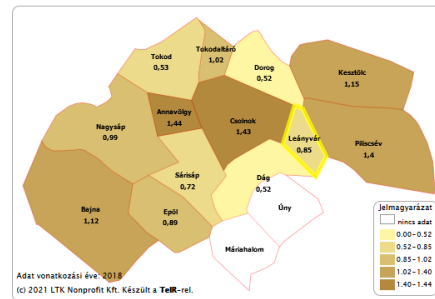 Tokod
0,53
Tokodaltáró
1,02
Dorog
0,52
Kesztölc
1,15
Annavölgy
1,44
Csolnok
1,43
Nagysáp
0,99
Leányvár
0,85
Piliscsév
1,4
Sárisáp
0,72
Dág
0,52
Bajna
1,12
Epöl
0,89
Úny
Máriahalom
Jelmagyarázat
nincs adat
0.00-0.52
0.52-0.85
0.85-1.02
1.02-1.40
1.40-1.44
Adat vonatkozási éve: 2018
(c) 2021 LTK Nonprofit Kft. Készült a TeIR-rel.